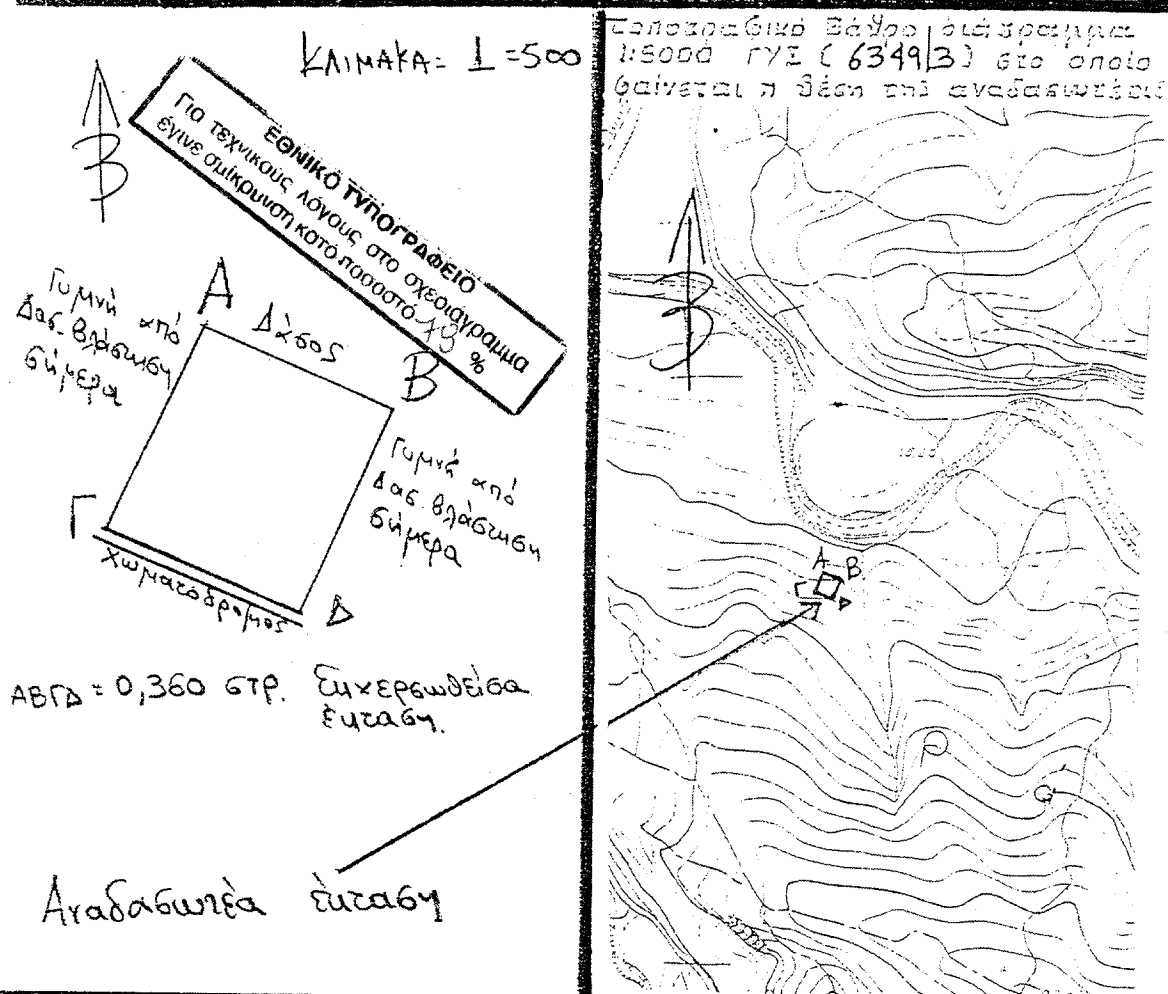 ΚΛΙΜΑΚΑ= 1=500
Β
ΕΘΝΙΚΟ ΤΥΠΟΓΡΑΦΕΙΟ
Για τεχνικούς λόγους στο σχεδιάγραμμα
έγινε σμίκρυνση κατά ποσοστό %
Α
Β
Γ
Δ
Δάσος
Γυμνή από
Δασ. βλάστηση
σήμερα
Γυμνή από
Δασ. βλάστηση
σήμερα
Χωματόδρομος
ΑΒΓΔ = 0,360 στρ. Εκχερσωθείσα
έκταση.
Αναδασωτέα έκταση
Τοπογραφικό Βάθρο διάγραμμα
1:5000 ΓΥΣ (6349|3) στο οποίο
φαίνεται η θέση της
Β
Α Β
Γ Δ